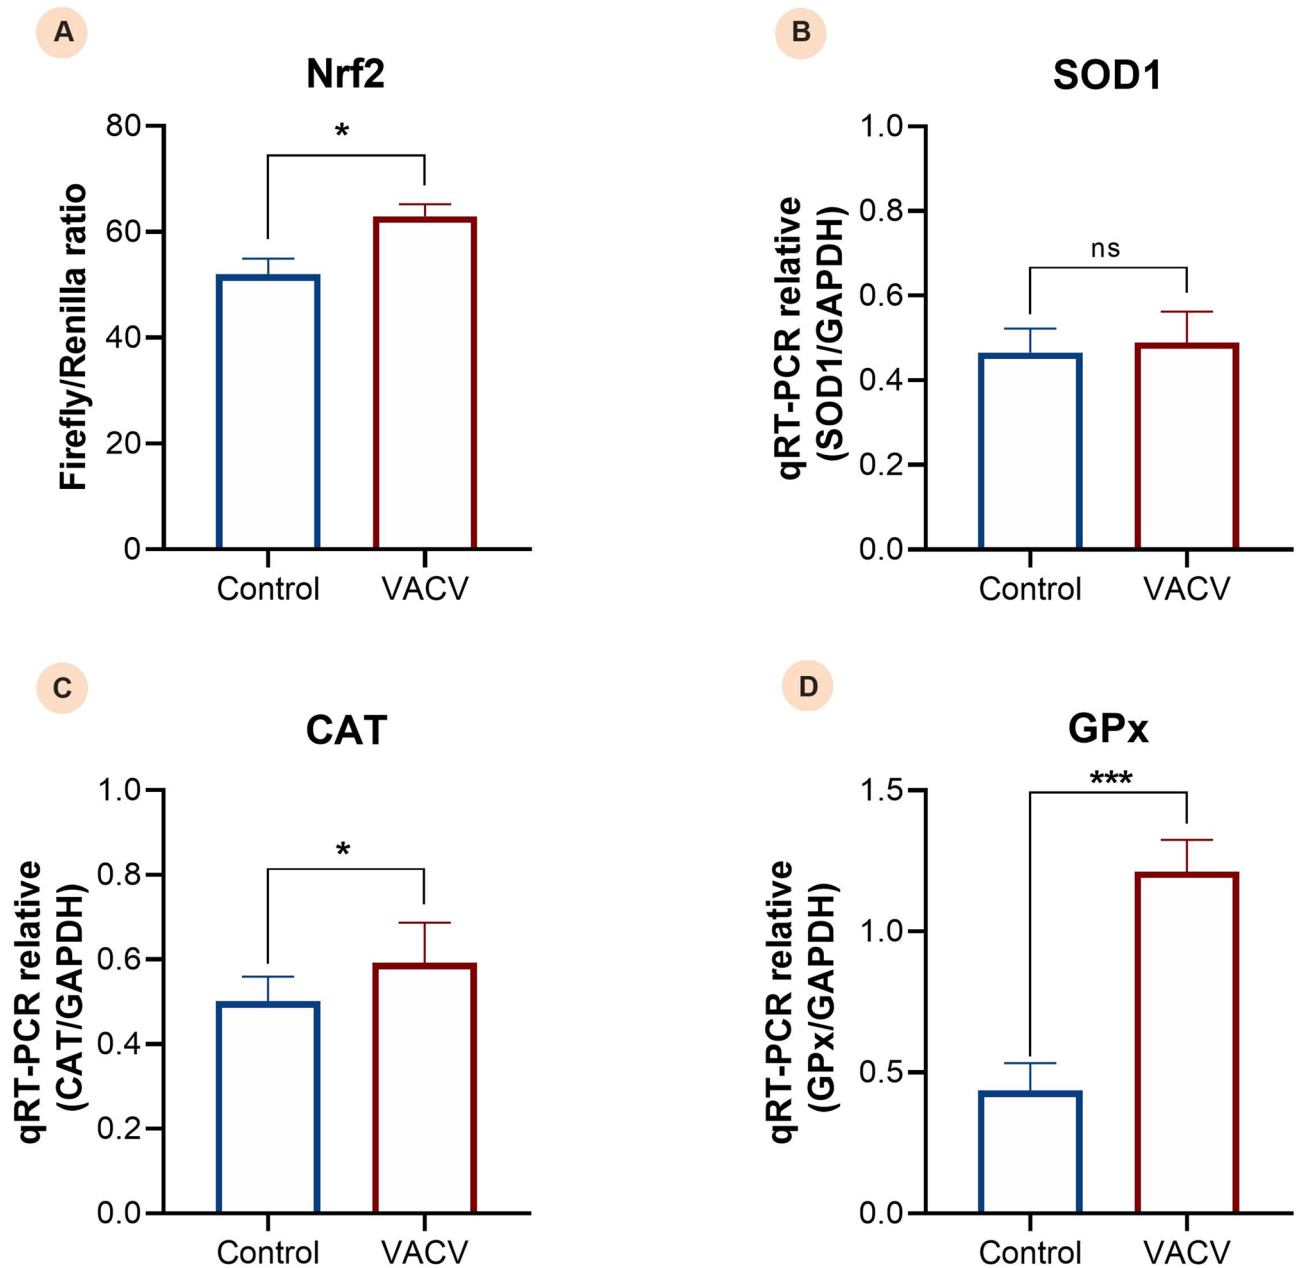 A
Nrf2
Firefly/Renilla ratio
80
60
40
20
0
*
Control
VACV
B
SOD1
qRT-PCR relative
(SOD1/GAPDH)
1.0
0.8
0.6
0.4
0.2
0.0
ns
Control
VACV
C
CAT
qRT-PCR relative
(CAT/GAPDH)
1.0
0.8
0.6
0.4
0.2
0.0
*
Control
VACV
D
GPx
qRT-PCR relative
(GPx/GAPDH)
1.5
1.0
0.5
0.0
***
Control
VACV